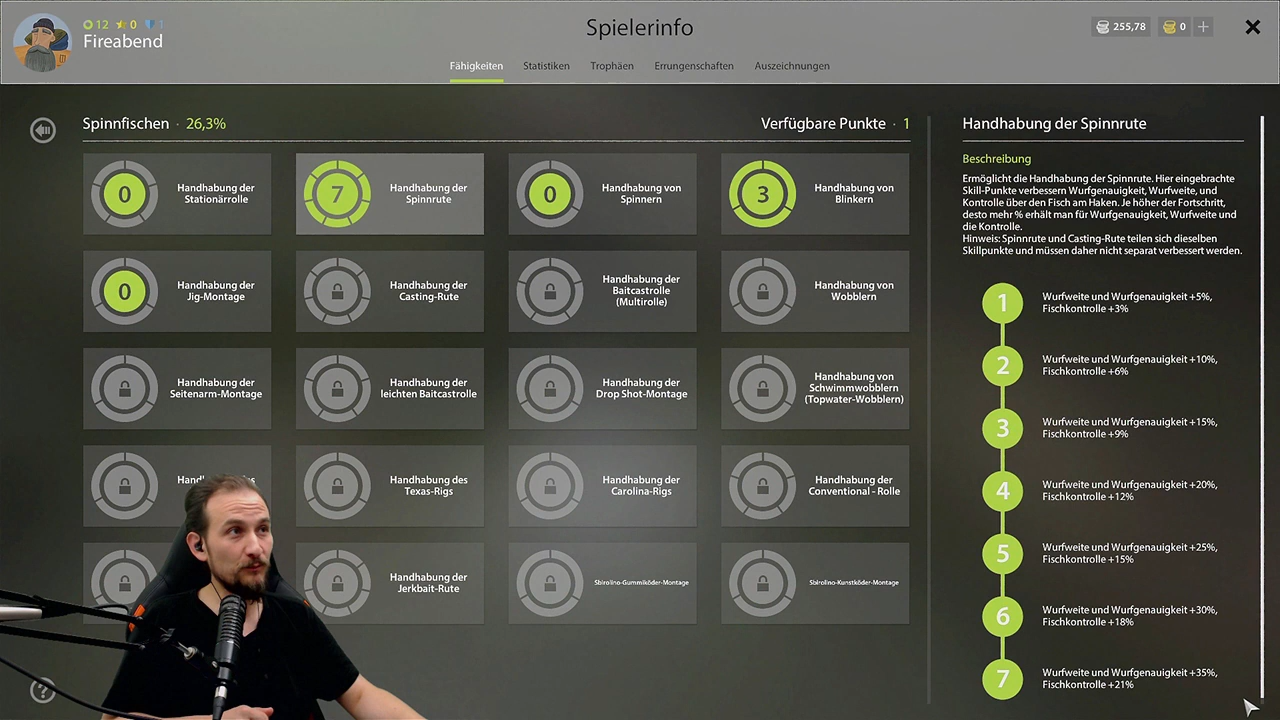 12 0 1
Fireabend
Spielerinfo
255,78
0
Fähigkeiten
Statistiken
Trophäen
Errungenschaften
Auszeichnungen
Spinnfischen · 26,3%
Verfügbare Punkte · 1
0
Handhabung der
Stationärrolle
7
Handhabung der
Spinnrute
0
Handhabung von
Spinnern
3
Handhabung von
Blinkern
0
Handhabung der
Jig-Montage
Handhabung der
Casting-Rute
Handhabung der
Baitcastrolle
(Multirolle)
Handhabung von
Wobblern
Handhabung der
Seitenarm-Montage
Handhabung der
leichten Baitcastrolle
Handhabung der
Drop Shot-Montage
Handhabung von
Schwimmwobblern
(Topwater-Wobblern)
Handhabung des
Texas-Rigs
Handhabung der
Carolina-Rigs
Handhabung der
Conventional - Rolle
Handhabung der
Jerkbait-Rute
Sbirolino-Gummiköder-Montage
Sbirolino-Kunstköder-Montage
?
Handhabung der Spinnrute
Beschreibung
Ermöglicht die Handhabung der Spinnrute. Hier eingebrachte
Skill-Punkte verbessern Wurfgenauigkeit, Wurfweite, und
Kontrolle über den Fisch am Haken. Je höher der Fortschritt,
desto mehr % erhält man für Wurfgenauigkeit, Wurfweite und
die Kontrolle.
Hinweis: Spinnrute und Casting-Rute teilen sich dieselben
Skillpunkte und müssen daher nicht separat verbessert werden.
1
Wurfweite und Wurfgenauigkeit +5%,
Fischkontrolle +3%
2
Wurfweite und Wurfgenauigkeit +10%,
Fischkontrolle +6%
3
Wurfweite und Wurfgenauigkeit +15%,
Fischkontrolle +9%
4
Wurfweite und Wurfgenauigkeit +20%,
Fischkontrolle +12%
5
Wurfweite und Wurfgenauigkeit +25%,
Fischkontrolle +15%
6
Wurfweite und Wurfgenauigkeit +30%,
Fischkontrolle +18%
7
Wurfweite und Wurfgenauigkeit +35%,
Fischkontrolle +21%